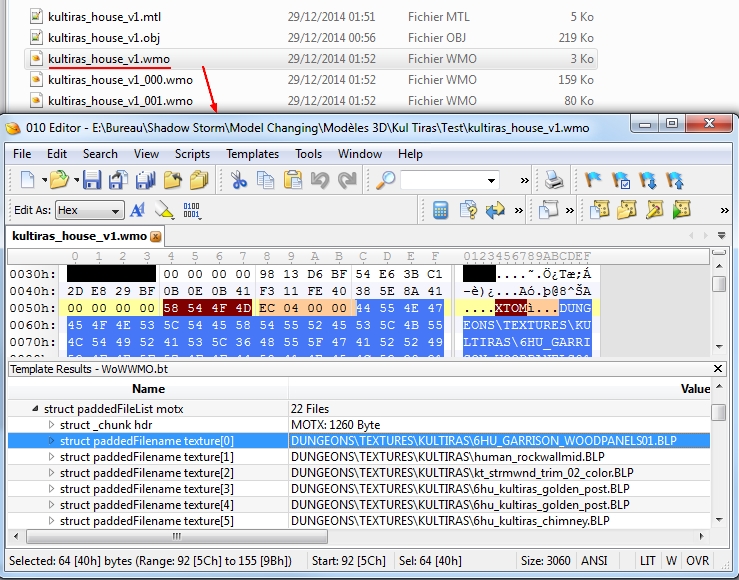 kultiras_house_v1.mtl 29/12/2014 01:51 Fichier MTL 5 Ko
kultiras_house_v1.obj 29/12/2014 00:56 Fichier OBJ 219 Ko
kultiras_house_v1.wmo 29/12/2014 01:52 Fichier WMO 3 Ko
kultiras_house_v1_000.wmo 29/12/2014 01:52 Fichier WMO 159 Ko
kultiras_house_v1_001.wmo 29/12/2014 01:52 Fichier WMO 80 Ko
010 Editor - E:\Bureau\Shadow Storm\Model Changing\Modèles 3D\Kul Tiras\Test\kultiras_house_v1.wmo
File Edit Search View Scripts Templates Tools Window Help
Edit As: Hex
kultiras_house_v1.wmo
0 1 2 3 4 5 6 7 8 9 A B C D E F 0123456789ABCDEF
0030h: 00 00 00 00 98 13 D6 BF 54 E6 3B C1 ....˜.Ö¿Tæ;Á
0040h: 2D E8 29 BF 0B 0E 0B 41 F3 11 FE 40 38 5E 8A 41 -è)¿...Aó.þ@8^ŠA
0050h: 00 00 00 00 58 54 4F 4D EC 04 00 00 44 55 4E 47 ....XTOMì...DUNG
0060h: 45 4F 4E 53 5C 54 45 58 54 55 52 45 53 5C 4B 55 EONS\TEXTURES\KU
0070h: 4C 54 49 52 41 53 5C 36 48 55 5F 47 41 52 52 49 LTIRAS\6HU_GARRI
Template Results - WoWWMO.bt
Name Value
struct paddedFileList motx 22 Files
struct _chunk hdr MOTX: 1260 Byte
struct paddedFilename texture[0] DUNGEONS\TEXTURES\KULTIRAS\6HU_GARRISON_WOODPANELS01.BLP
struct paddedFilename texture[1] DUNGEONS\TEXTURES\KULTIRAS\human_rockwallmid.BLP
struct paddedFilename texture[2] DUNGEONS\TEXTURES\KULTIRAS\kt_strmwnd_trim_02_color.BLP
struct paddedFilename texture[3] DUNGEONS\TEXTURES\KULTIRAS\6hu_kultiras_golden_post.BLP
struct paddedFilename texture[4] DUNGEONS\TEXTURES\KULTIRAS\6hu_kultiras_golden_post.BLP
struct paddedFilename texture[5] DUNGEONS\TEXTURES\KULTIRAS\6hu_kultiras_chimney.BLP
Selected: 64 [40h] bytes (Range: 92 [5Ch] to 155 [9Bh]) Start: 92 [5Ch] Sel: 64 [40h] Size: 3060 ANSI LIT W OVR